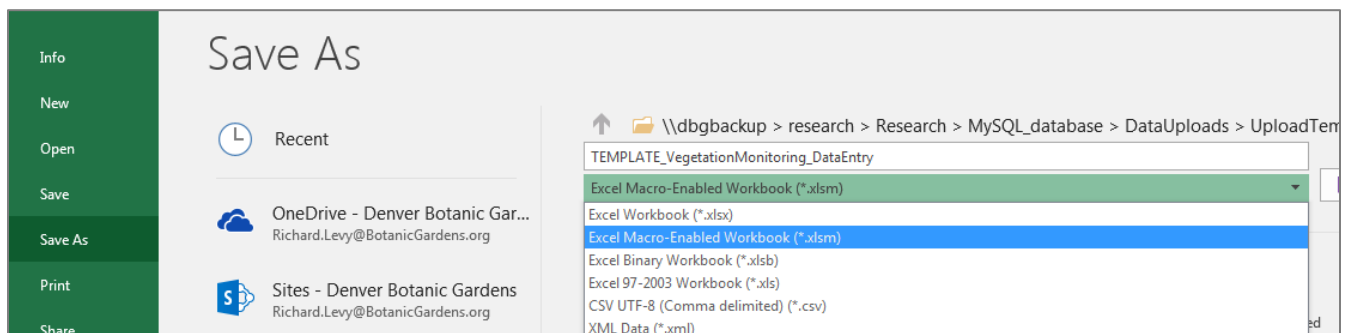 Save As
Info
New
Open
Save
Save As
Print
Share
Recent
OneDrive - Denver Botanic Gar...
Richard.Levy@BotanicGardens.org
Sites - Denver Botanic Gardens
Richard.Levy@BotanicGardens.org
\\dbgbackup > research > Research > MySQL_database > DataUploads > UploadTem
TEMPLATE_VegetationMonitoring_DataEntry
Excel Macro-Enabled Workbook (*.xlsm)
Excel Workbook (*.xlsx)
Excel Macro-Enabled Workbook (*.xlsm)
Excel Binary Workbook (*.xlsb)
Excel 97-2003 Workbook (*.xls)
CSV UTF-8 (Comma delimited) (*.csv)
XML Data (*.xml)
ed